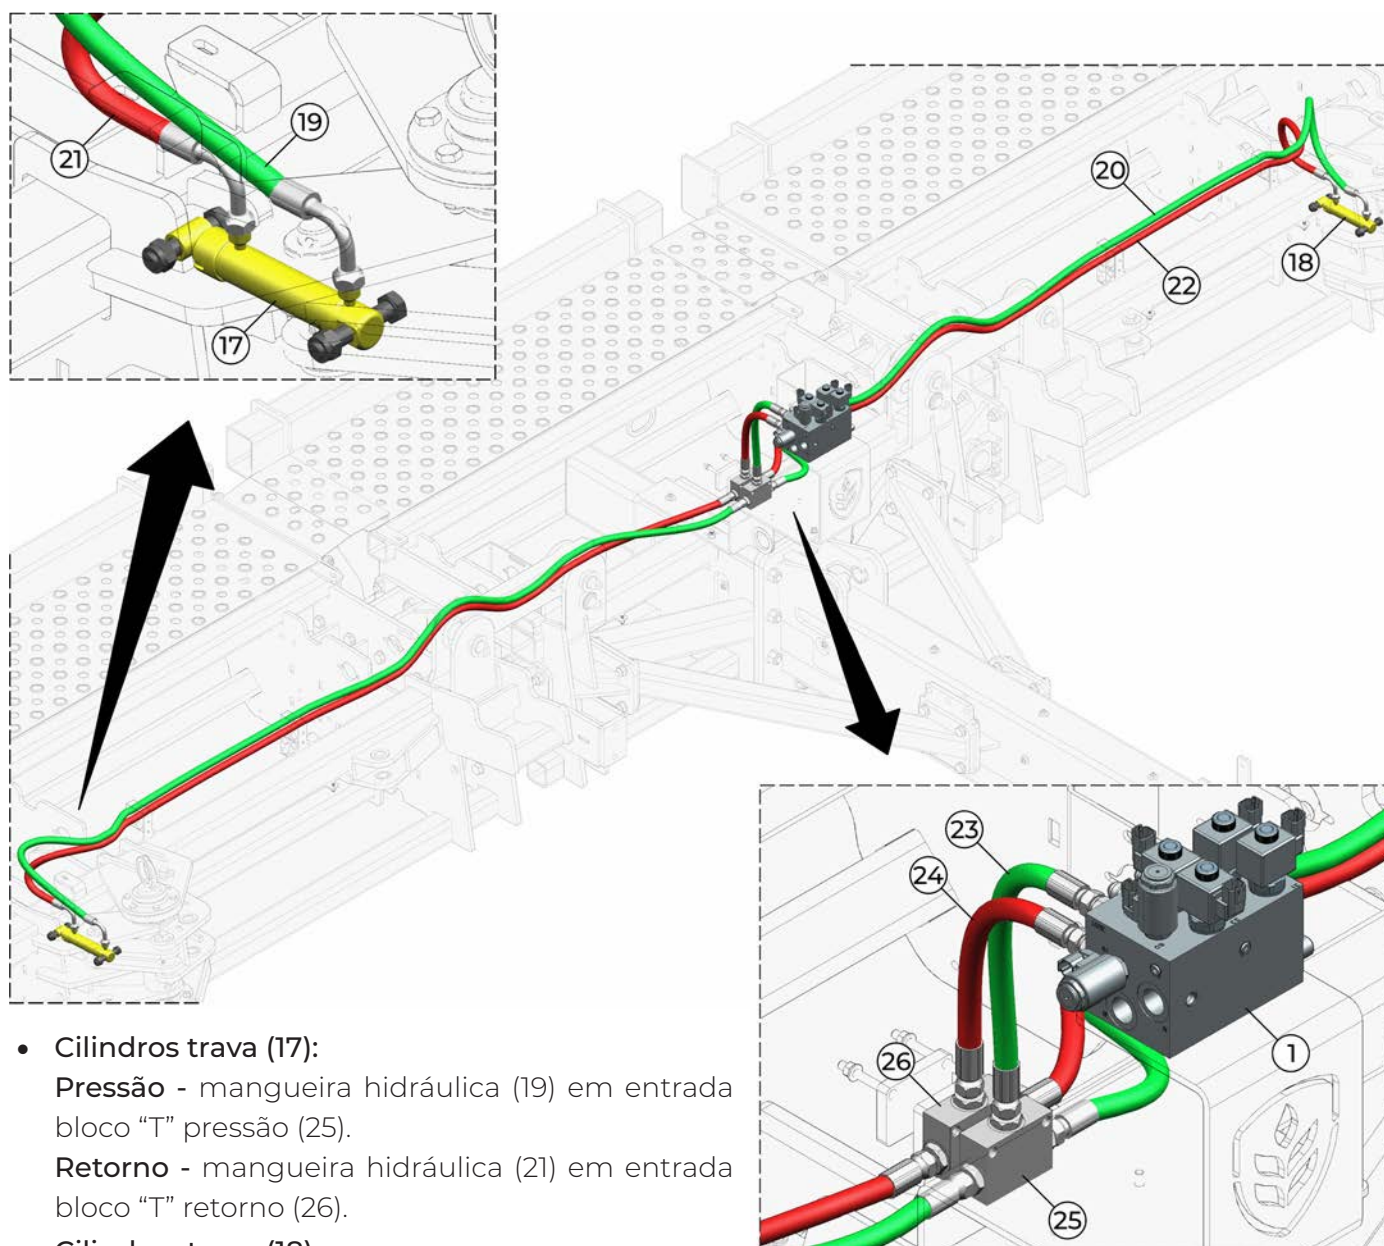 19
21
17
20
22
18
23
24
26
1
25
• Cilindros trava (17):
Pressão - mangueira hidráulica (19) em entrada
bloco “T” pressão (25).
Retorno - mangueira hidráulica (21) em entrada
bloco “T” retorno (26).